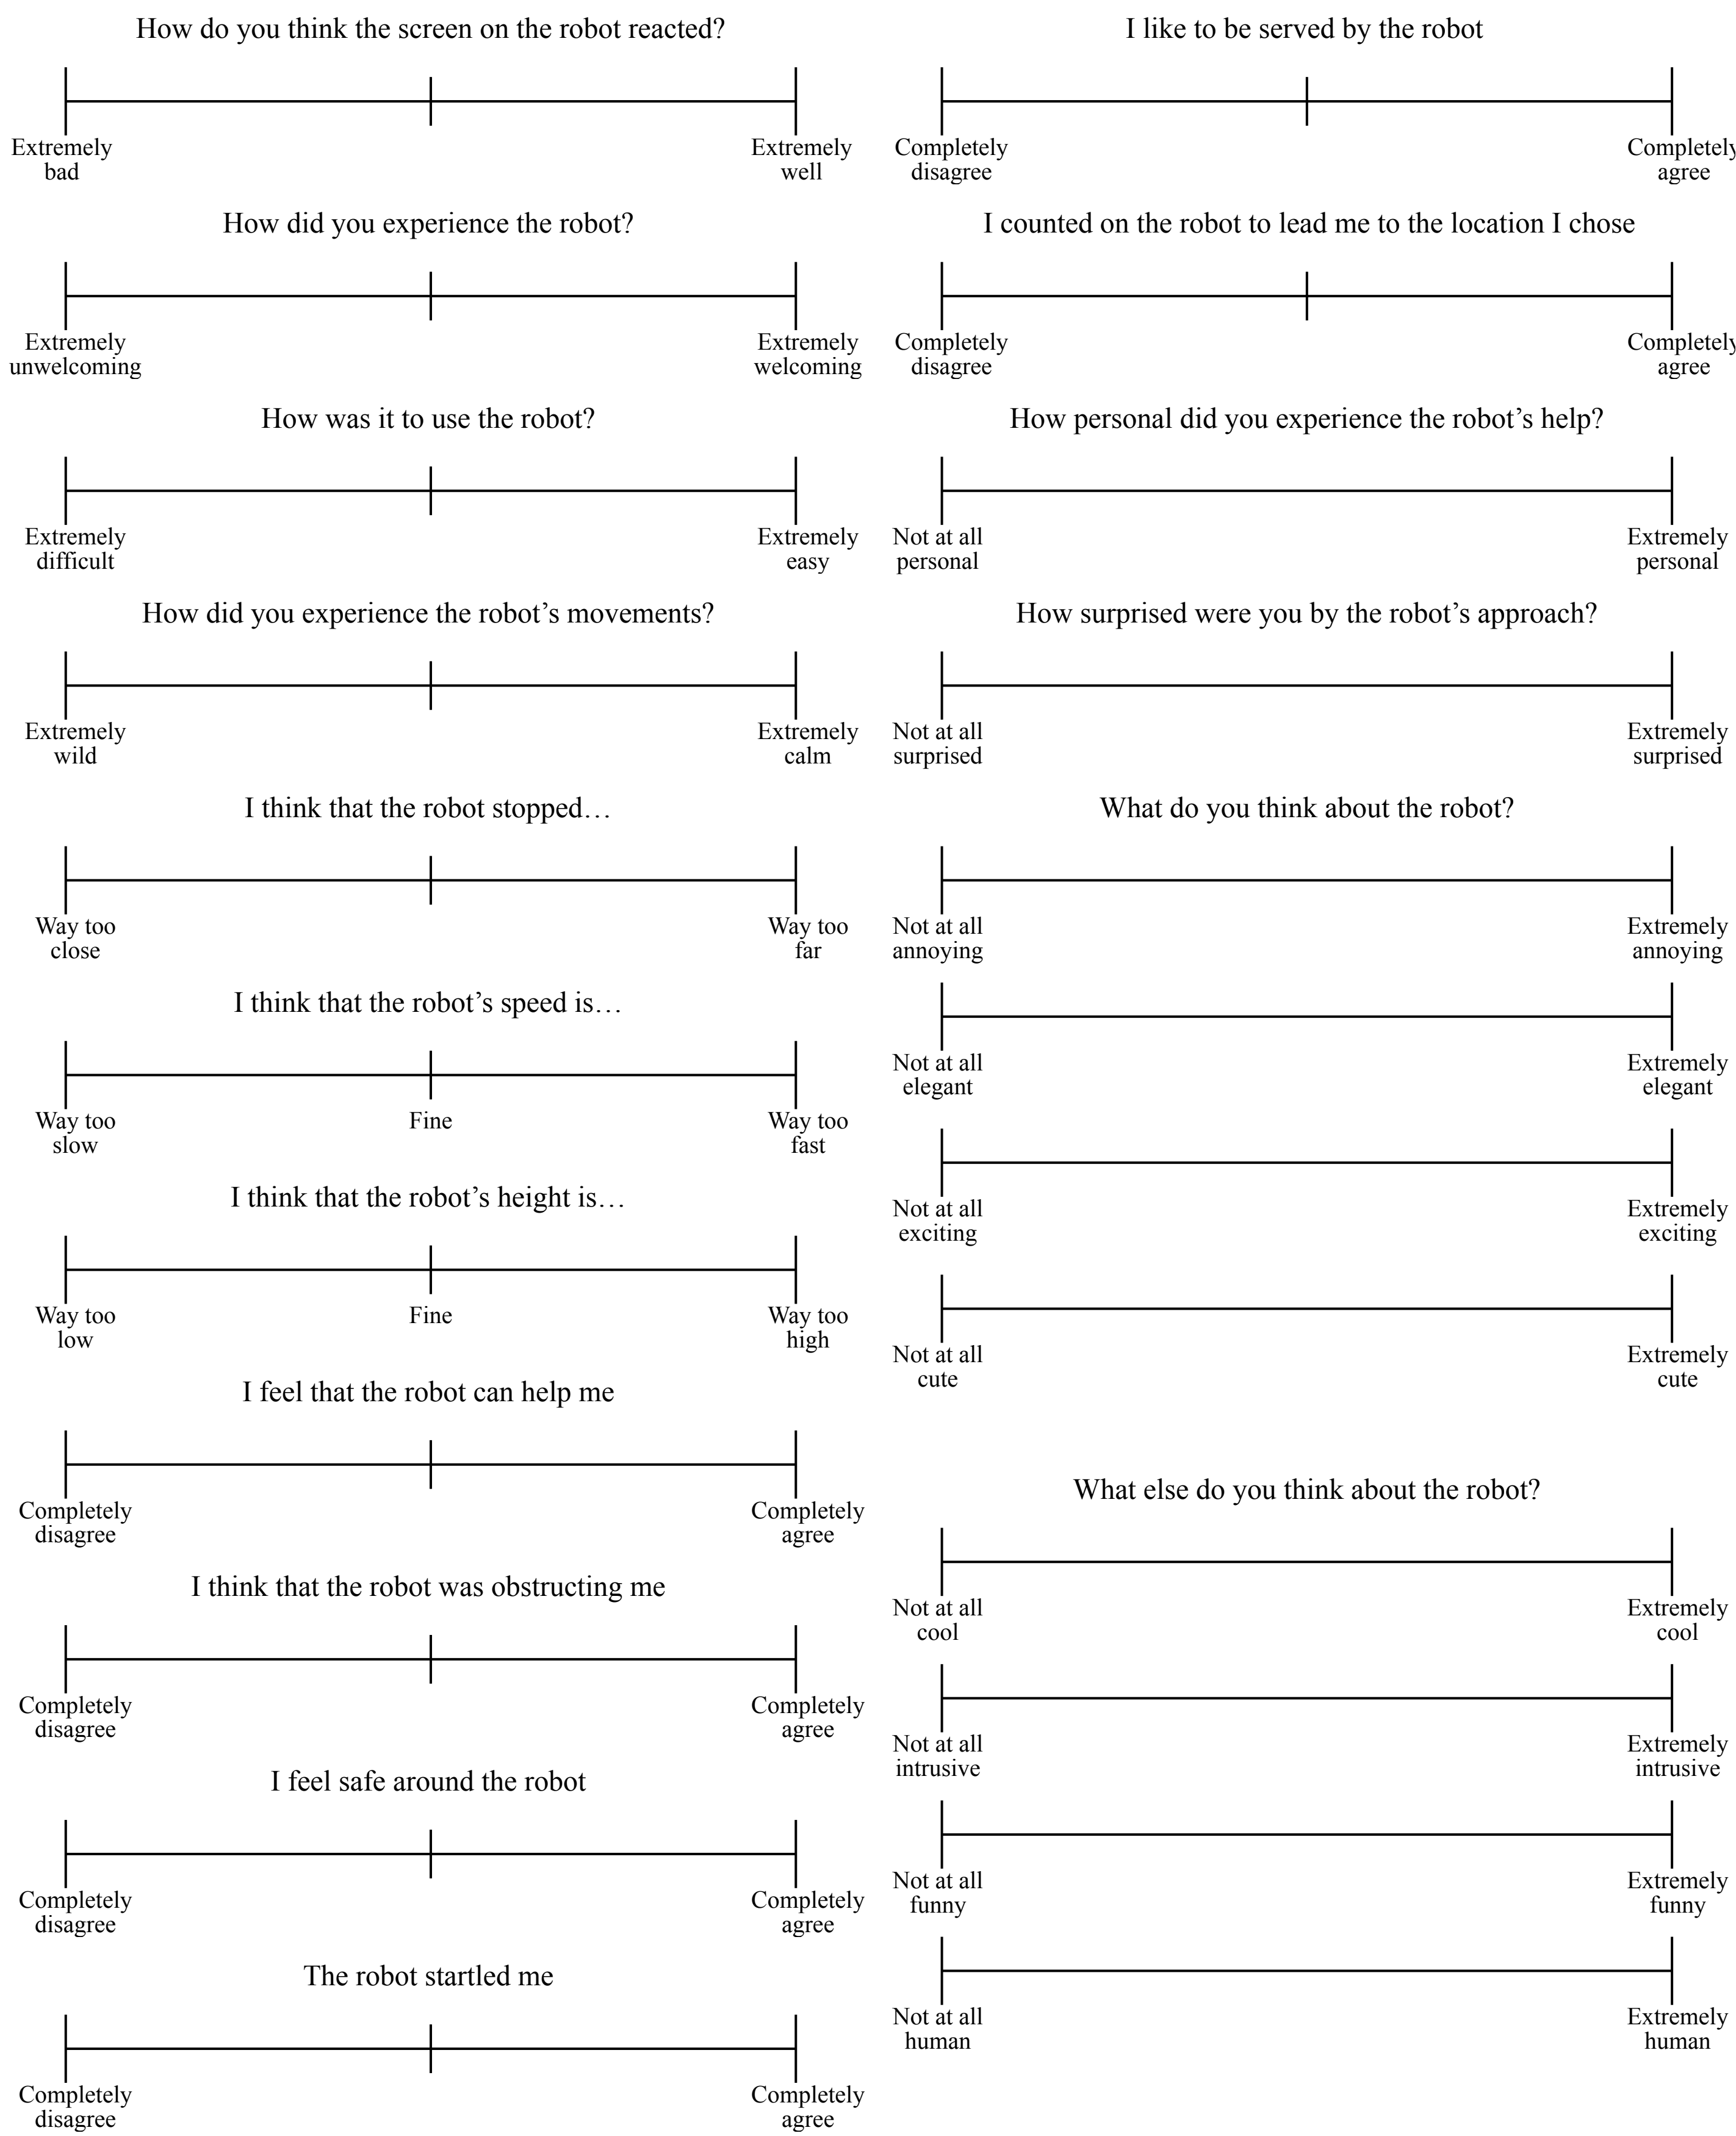 How do you think the screen on the robot reacted?
Extremely
bad
Extremely
well
How did you experience the robot?
Extremely
unwelcoming
Extremely
welcoming
How was it to use the robot?
Extremely
difficult
Extremely
easy
How did you experience the robot’s movements?
Extremely
wild
Extremely
calm
I think that the robot stopped…
Way too
close
Way too
far
I think that the robot’s speed is…
Way too
slow
Fine
Way too
fast
I think that the robot’s height is…
Way too
low
Fine
Way too
high
I feel that the robot can help me
Completely
disagree
Completely
agree
I think that the robot was obstructing me
Completely
disagree
Completely
agree
I feel safe around the robot
Completely
disagree
Completely
agree
The robot startled me
Completely
disagree
Completely
agree
I like to be served by the robot
Completely
disagree
Completely
agree
I counted on the robot to lead me to the location I chose
Completely
disagree
Completely
agree
How personal did you experience the robot’s help?
Not at all
personal
Extremely
personal
How surprised were you by the robot’s approach?
Not at all
surprised
Extremely
surprised
What do you think about the robot?
Not at all
annoying
Extremely
annoying
Not at all
elegant
Extremely
elegant
Not at all
exciting
Extremely
exciting
Not at all
cute
Extremely
cute
What else do you think about the robot?
Not at all
cool
Extremely
cool
Not at all
intrusive
Extremely
intrusive
Not at all
funny
Extremely
funny
Not at all
human
Extremely
human